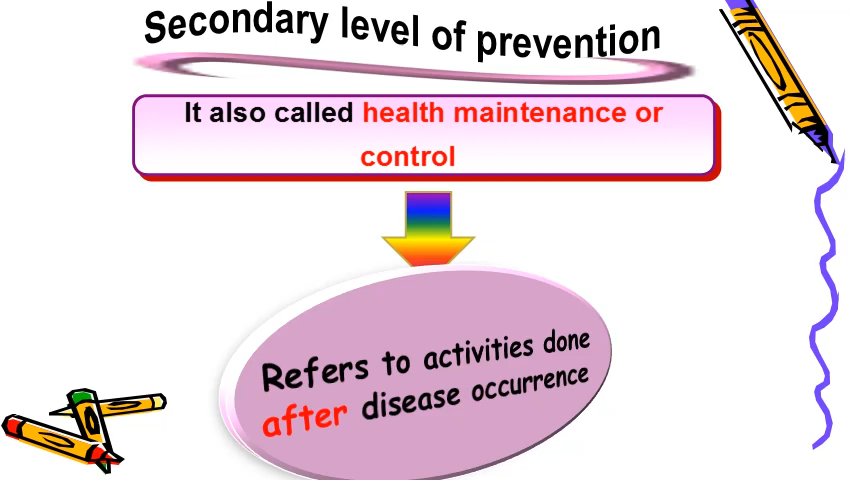 Secondary level of prevention
It also called health maintenance or
control
Refers to activities done
after disease occurrence